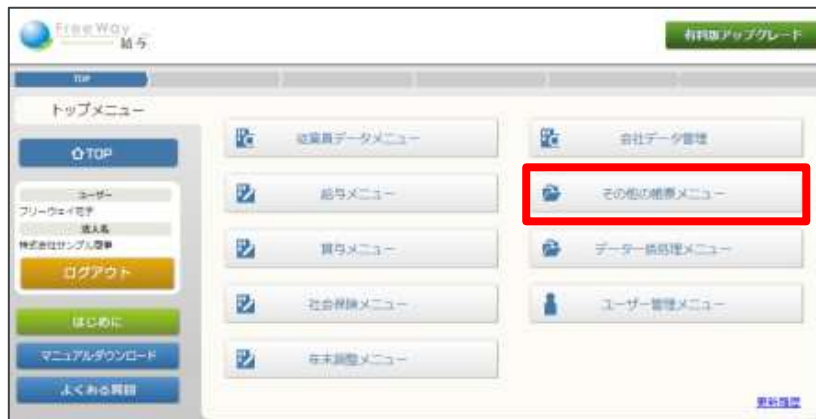 FreeWay
給与
有料版アップグレード
TOP
トップメニュー
TOP
ユーザー
フリーウェイ花子
法人名
株式会社サンプル商事
ログアウト
はじめに
マニュアルダウンロード
よくある質問
従業員データメニュー
会社データ管理
給与メニュー
その他の帳票メニュー
賞与メニュー
データ一括処理メニュー
社会保険メニュー
ユーザー管理メニュー
年末調整メニュー
更新履歴